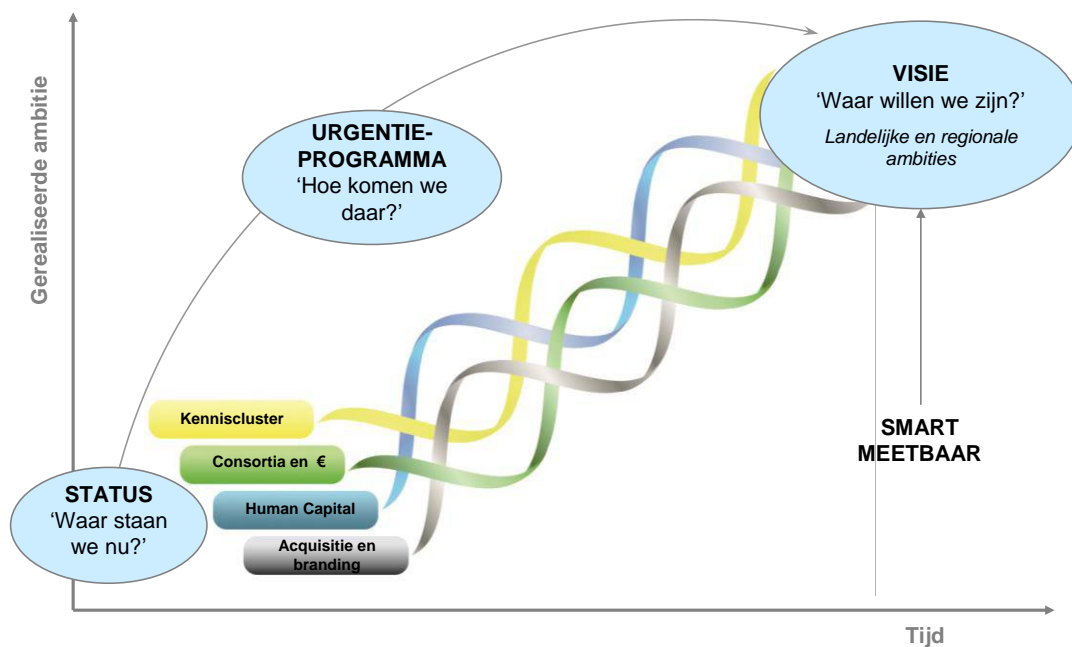 Gerealiseerde ambitie
VISIE
‘Waar willen we zijn?’
Landelijke en regionale
ambities
URGENTIE-
PROGRAMMA
‘Hoe komen we
daar?’
Kenniscluster
Consortia en €
Human Capital
Acquisitie en
branding
STATUS
‘Waar staan
we nu?’
SMART
MEETBAAR
Tijd